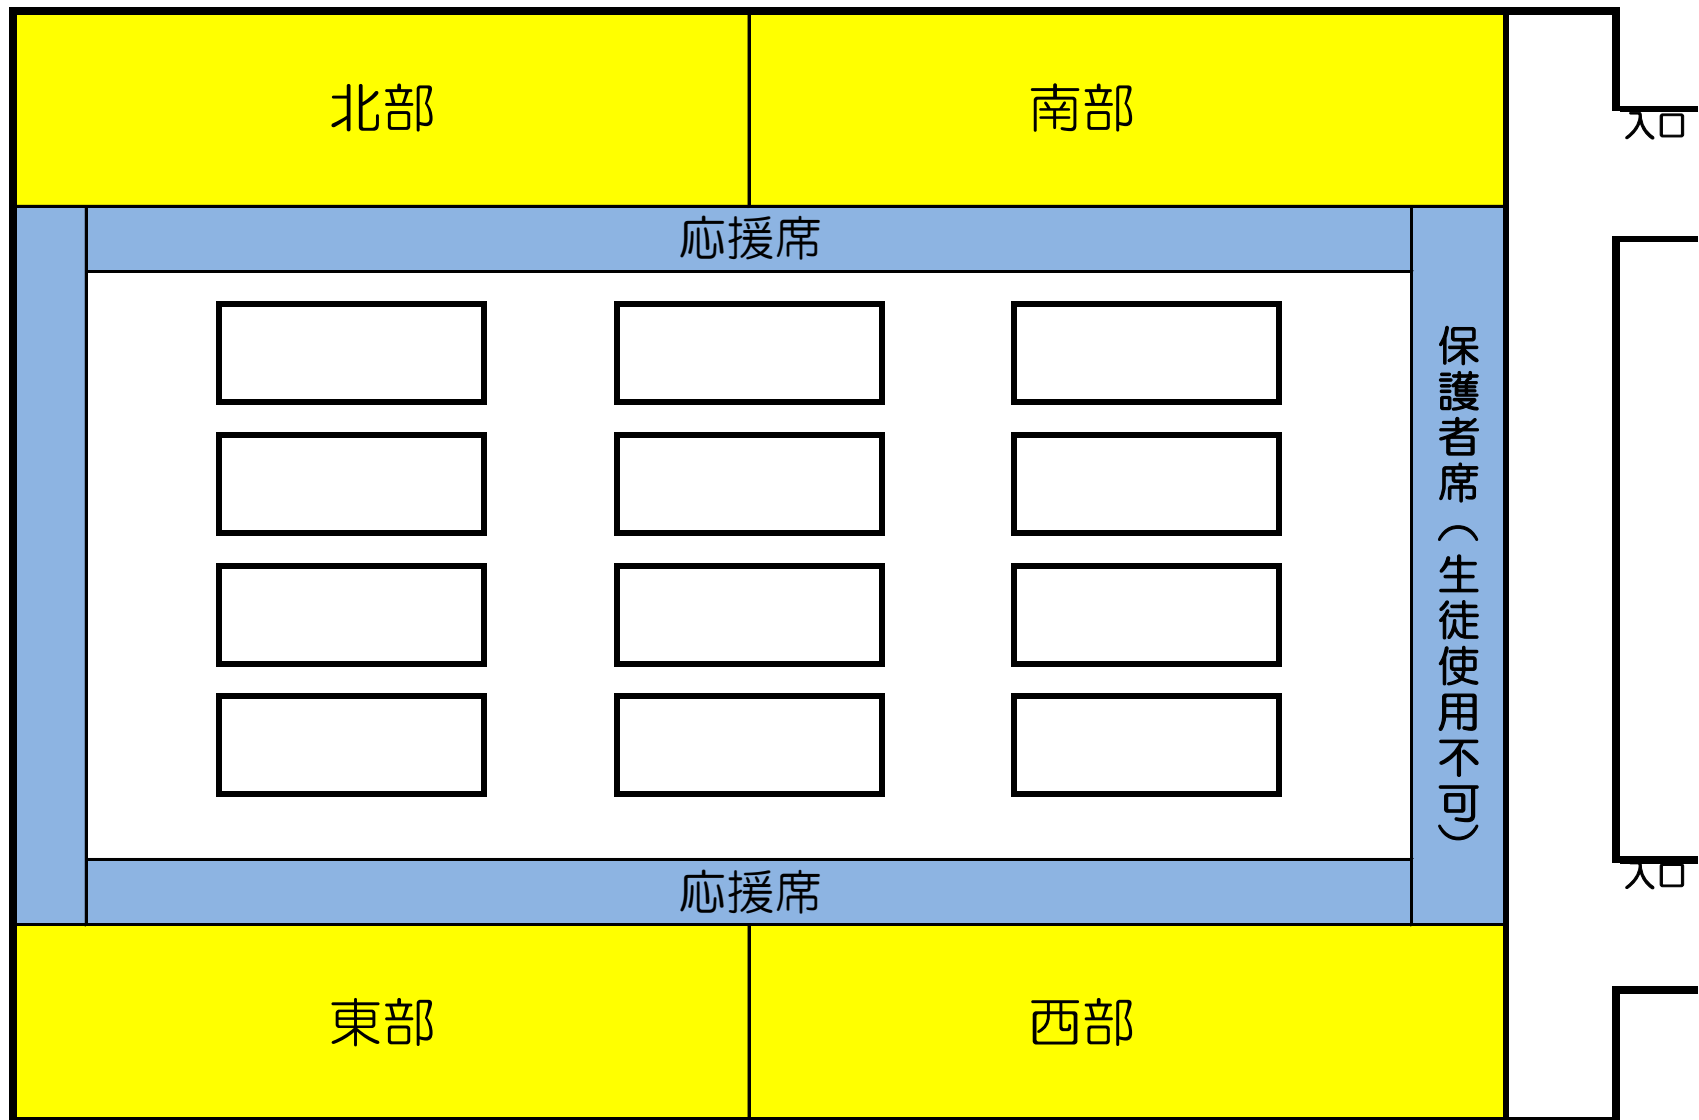 北部
南部
入口
応援席
保護者席（生徒使用不可）
応援席
入口
東部
西部